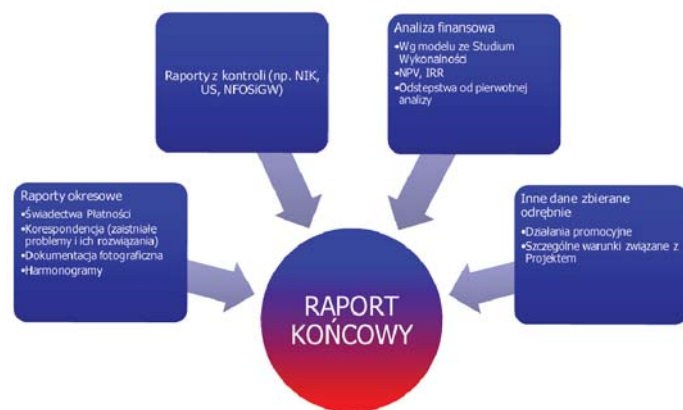 Raporty z kontroli (np. NIK,
US, NFOSiGW)
Analiza finansowa
•Wg modelu ze Studium
Wykonalności
•NPV, IRR
•Odstępstwa od pierwotnej
analizy
Raporty okresowe
•Świadectwa Płatności
•Korespondencja (zaistniałe
problemy i ich rozwiązania)
•Dokumentacja fotograficzna
•Harmonogramy
Inne dane zbierane
odrębnie
•Działania promocyjne
•Szczególne warunki związane z
Projektem
RAPORT
KOŃCOWY